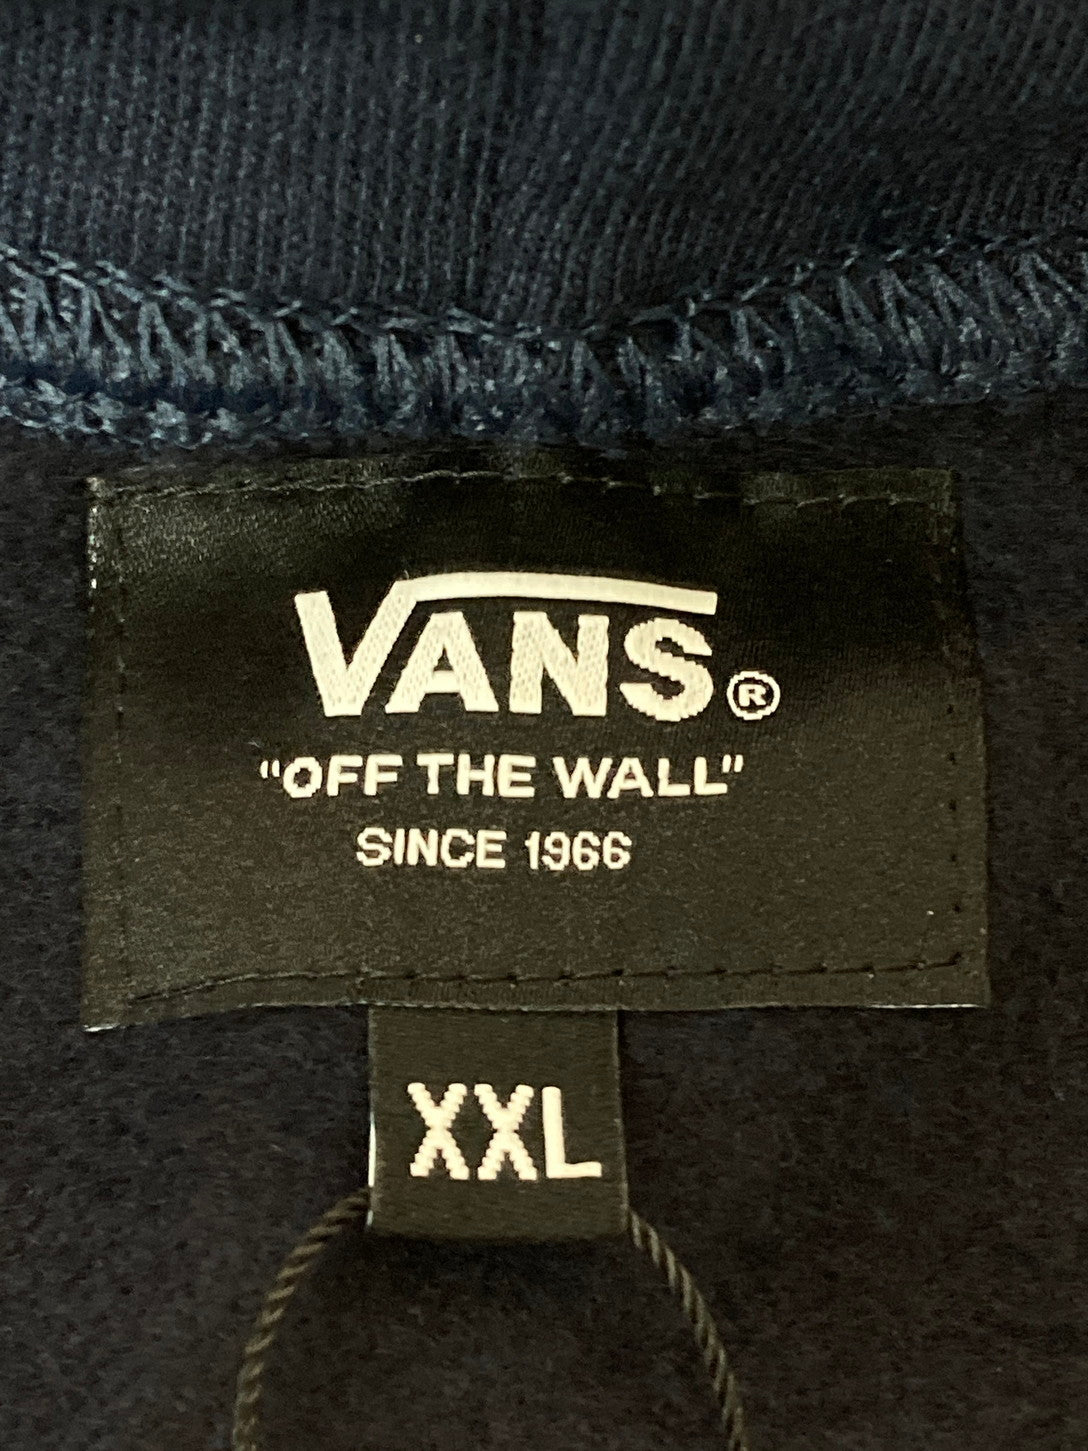 VANS®
"OFF THE WALL"
SINCE 1966
XXL